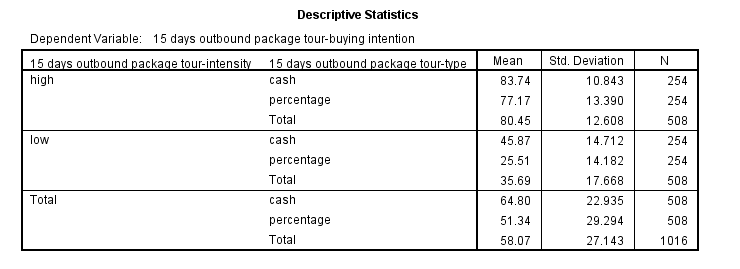 Descriptive Statistics
Dependent Variable: 15 days outbound package tour-buying intention
15 days outbound package tour-intensity 15 days outbound package tour-type Mean Std. Deviation N
high cash 83.74 10.843 254
percentage 77.17 13.390 254
Total 80.45 12.608 508
low cash 45.87 14.712 254
percentage 25.51 14.182 254
Total 35.69 17.668 508
Total cash 64.80 22.935 508
percentage 51.34 29.294 508
Total 58.07 27.143 1016